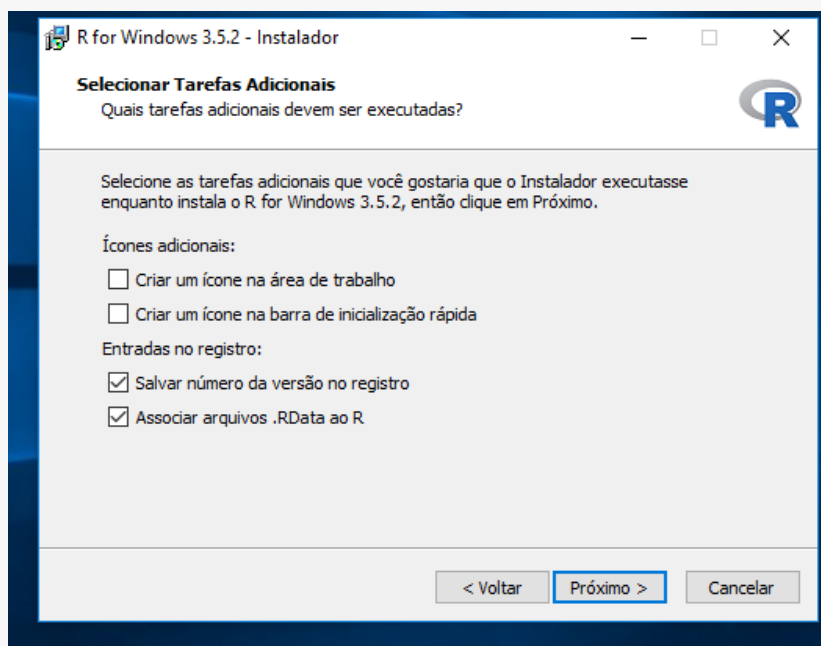 R for Windows 3.5.2 - Instalador
Selecionar Tarefas Adicionais
Quais tarefas adicionais devem ser executadas?
R
Selecione as tarefas adicionais que você gostaria que o Instalador executasse
enquanto instala o R for Windows 3.5.2, então clique em Próximo.
Ícones adicionais:
Criar um ícone na área de trabalho
Criar um ícone na barra de inicialização rápida
Entradas no registro:
Salvar número da versão no registro
Associar arquivos .RData ao R
< Voltar
Próximo >
Cancelar